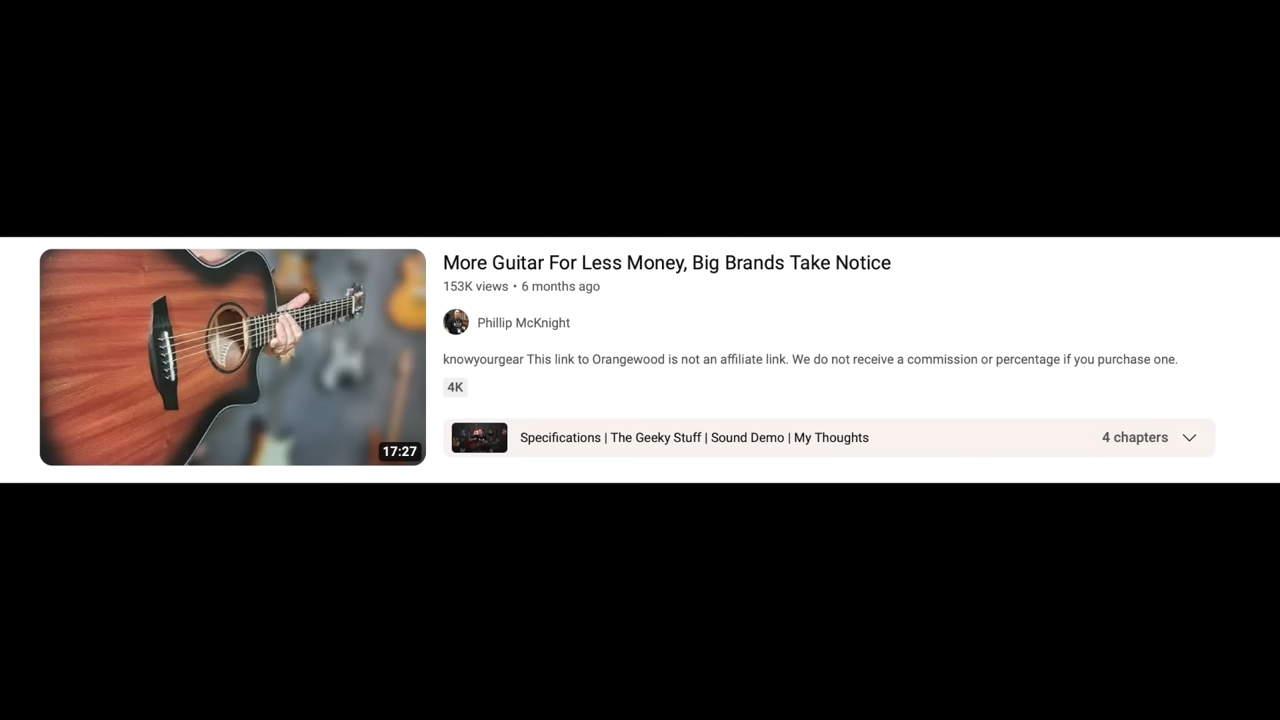 More Guitar For Less Money, Big Brands Take Notice
153K views • 6 months ago
Phillip McKnight
knowyourgear This link to Orangewood is not an affiliate link. We do not receive a commission or percentage if you purchase one.
4K
17:27
Specifications | The Geeky Stuff | Sound Demo | My Thoughts
4 chapters